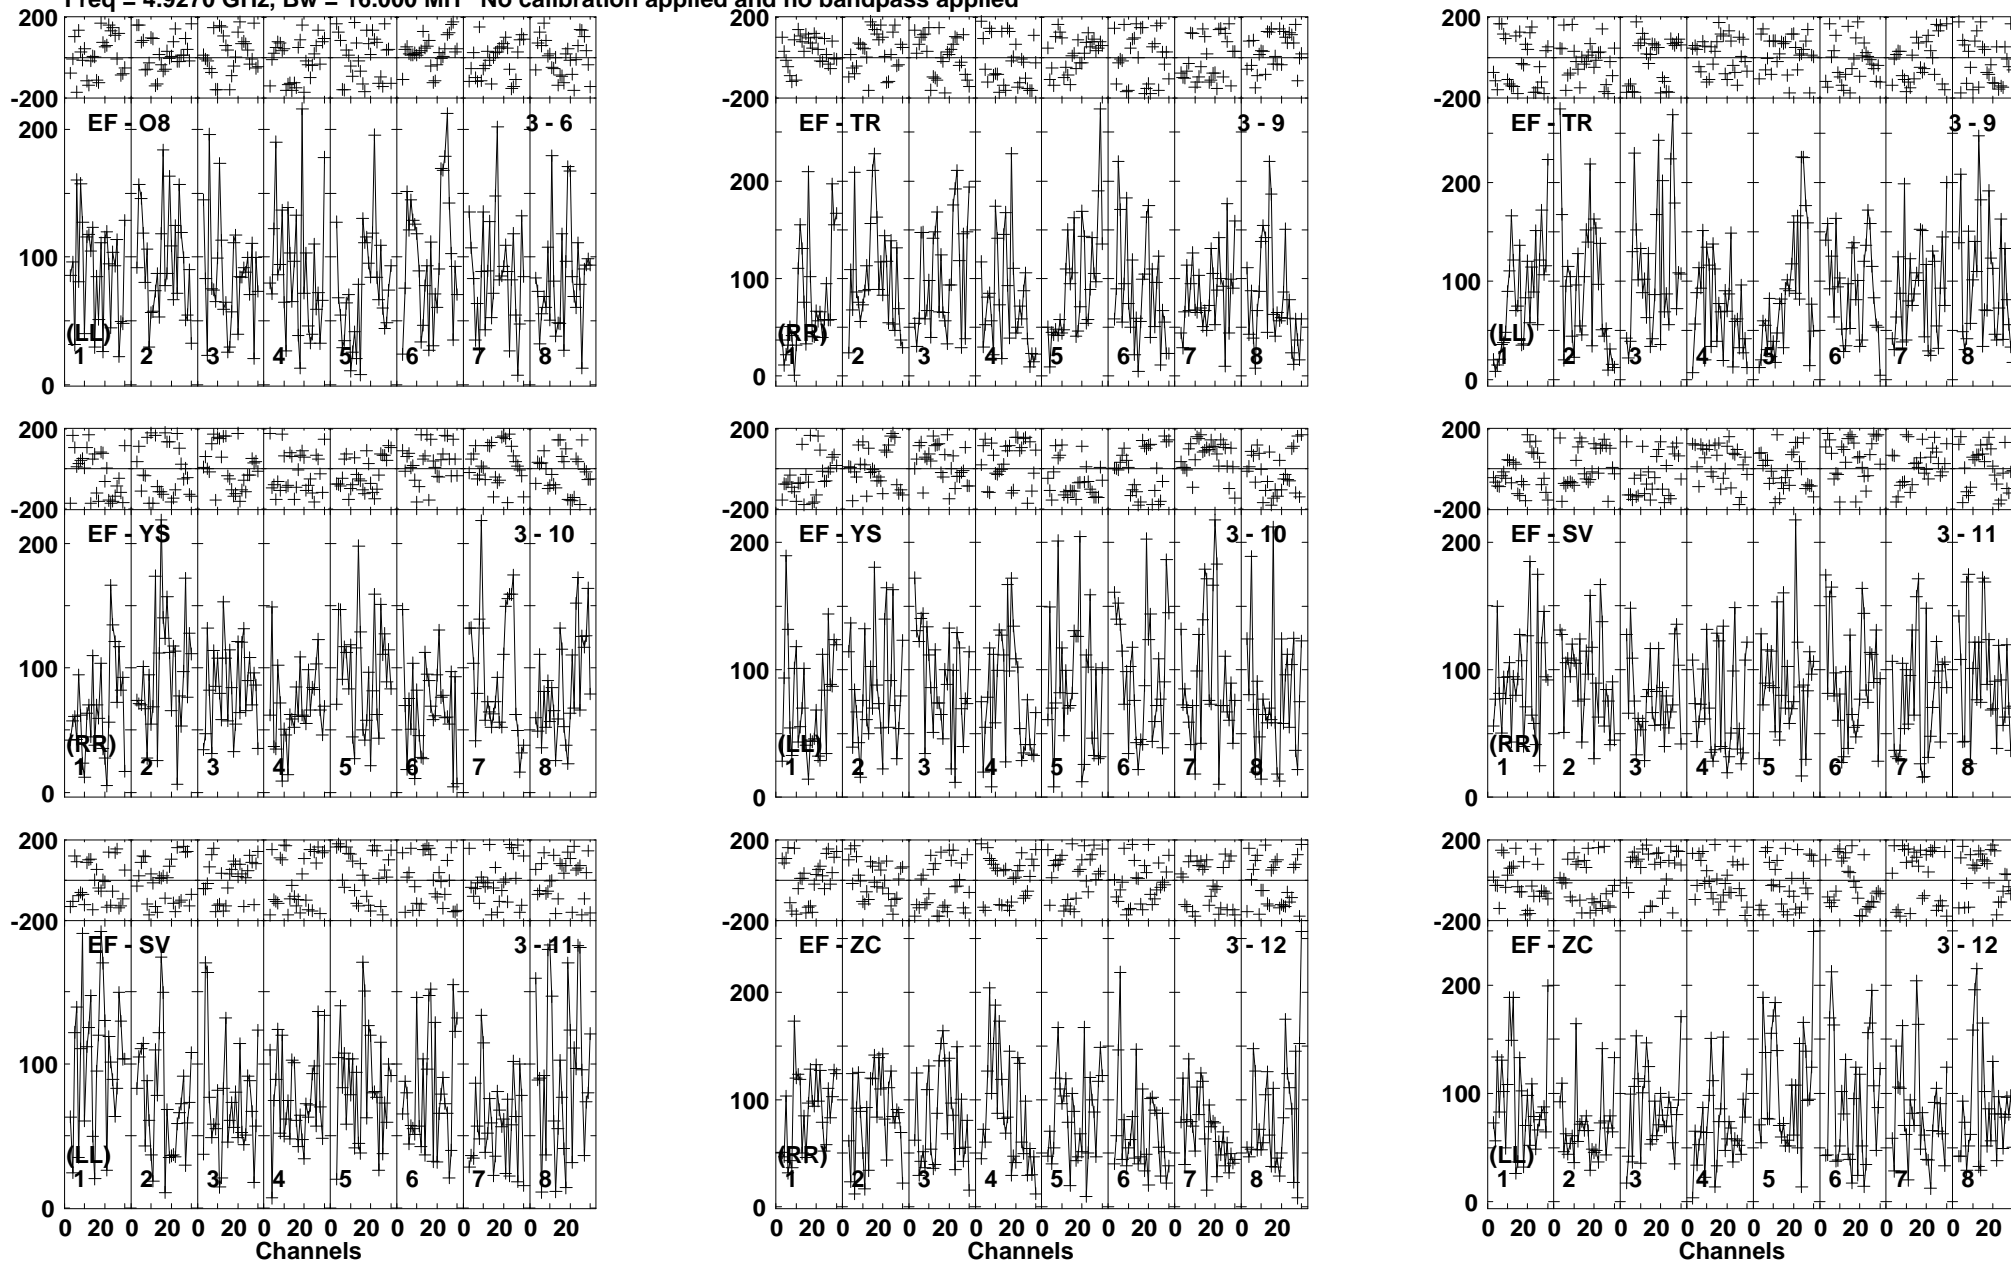 Freq = 4.9270 GHz, Bw = 16.000 MH No calibration applied and no bandpass applied
200 200 200
-200 -200 -200
EF - O8 3 - 6 EF - TR 3 - 9 EF - TR 3 - 9
200 200 200
100 100 100
(LL) (RR) (LL)
1 2 3 4 5 6 7 8 1 2 3 4 5 6 7 8 1 2 3 4 5 6 7 8
0 0 0
200 200 200
-200 -200 -200
EF - YS 3 - 10 EF - YS 3 - 10 EF - SV 3 - 11
200 200 200
100 100 100
(RR) (LL) (RR)
1 2 3 4 5 6 7 8 1 2 3 4 5 6 7 8 1 2 3 4 5 6 7 8
0 0 0
200 200 200
-200 -200 -200
EF - SV 3 - 11 EF - ZC 3 - 12 EF - ZC 3 - 12
200 200
100 100 100
(LL) (RR) (LL)
1 2 3 4 5 6 7 8 1 2 3 4 5 6 7 8 1 2 3 4 5 6 7 8
0 0 0
0 20 0 20 0 20 0 20 0 20 0 20 0 20 0 20 0 20 0 20 0 20 0 20 0 20 0 20 0 20 0 20 0 20 0 20 0 20 0 20 0 20 0 20 0 20 0 20
Channels Channels Channels